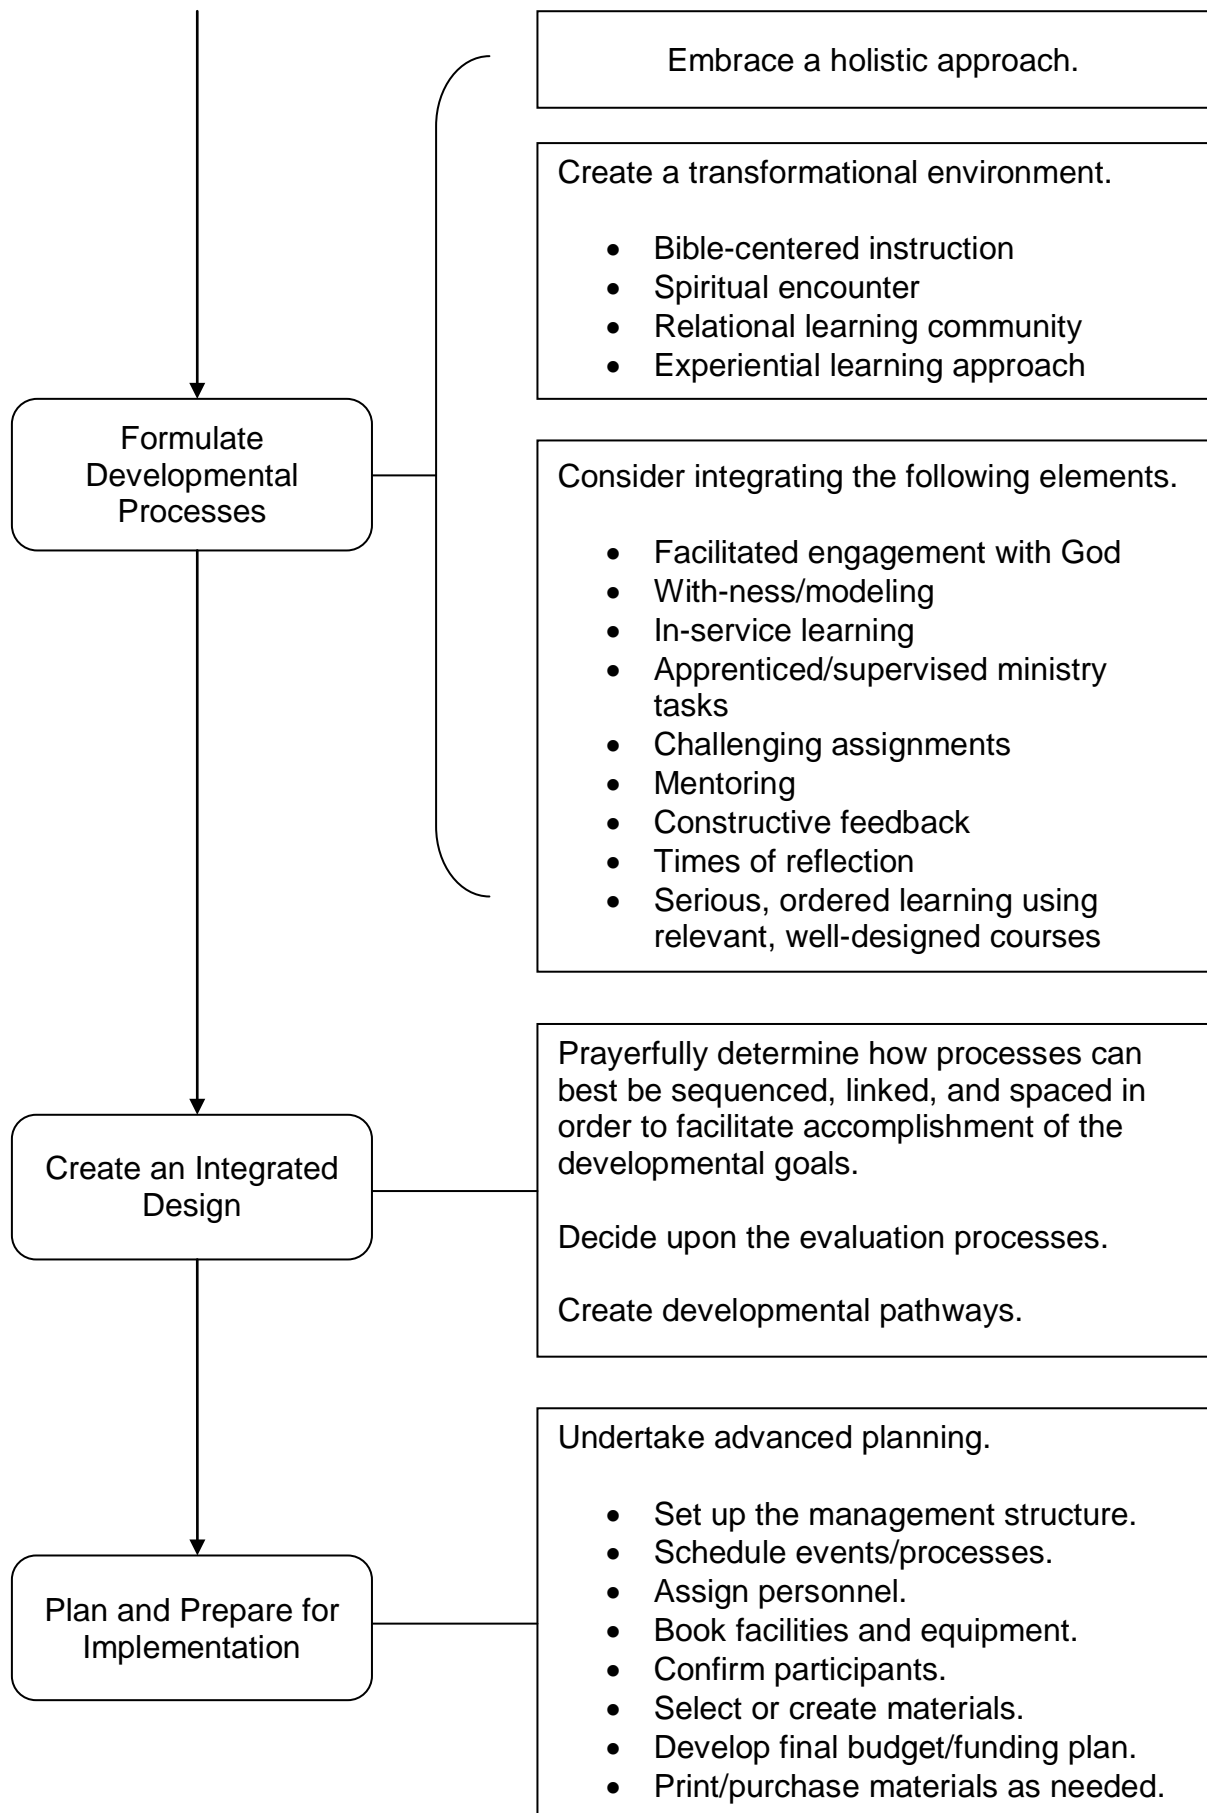 Embrace a holistic approach.
Create a transformational environment.
• Bible-centered instruction
• Spiritual encounter
• Relational learning community
• Experiential learning approach
Formulate
Developmental
Processes
Consider integrating the following elements.
• Facilitated engagement with God
• With-ness/modeling
• In-service learning
• Apprenticed/supervised ministry
tasks
• Challenging assignments
• Mentoring
• Constructive feedback
• Times of reflection
• Serious, ordered learning using
relevant, well-designed courses
Create an Integrated
Design
Prayerfully determine how processes can
best be sequenced, linked, and spaced in
order to facilitate accomplishment of the
developmental goals.
Decide upon the evaluation processes.
Create developmental pathways.
Plan and Prepare for
Implementation
Undertake advanced planning.
• Set up the management structure.
• Schedule events/processes.
• Assign personnel.
• Book facilities and equipment.
• Confirm participants.
• Select or create materials.
• Develop final budget/funding plan.
• Print/purchase materials as needed.